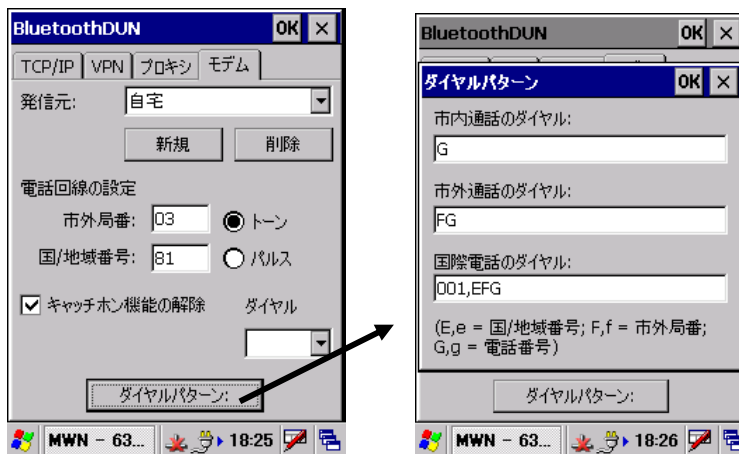 BluetoothDUN OK ×
TCP/IP VPN プロキシ モデム
発信元: 自宅
新規 削除
電話回線の設定
市外局番: 03 トーン
国/地域番号: 81 パルス
キャッチホン機能の解除 ダイヤル
ダイヤルパターン:
MWN - 63... 18:25
BluetoothDUN OK ×
ダイヤルパターン OK ×
市内通話のダイヤル:
G
市外通話のダイヤル:
FG
国際電話のダイヤル:
001,EFG
(E,e = 国/地域番号; F,f = 市外局番;
G,g = 電話番号)
ダイヤルパターン:
MWN - 63... 18:26